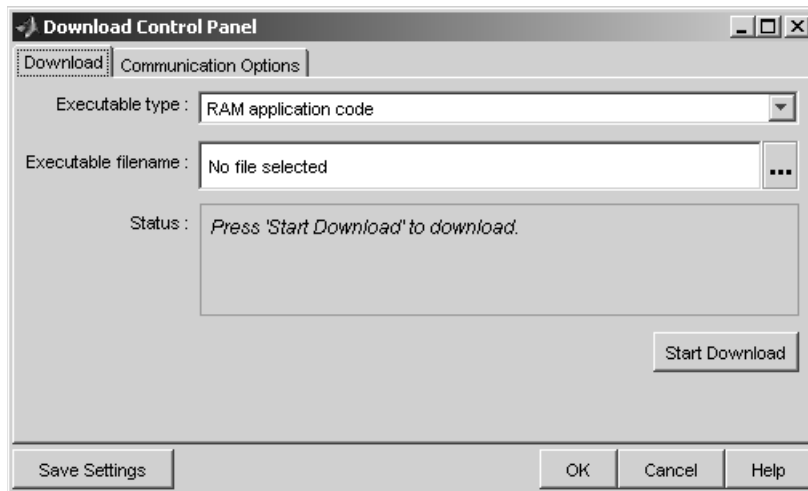 Download Control Panel
Download Communication Options
Executable type : RAM application code
Executable filename : No file selected ...
Status : Press 'Start Download' to download.
Start Download
Save Settings OK Cancel Help